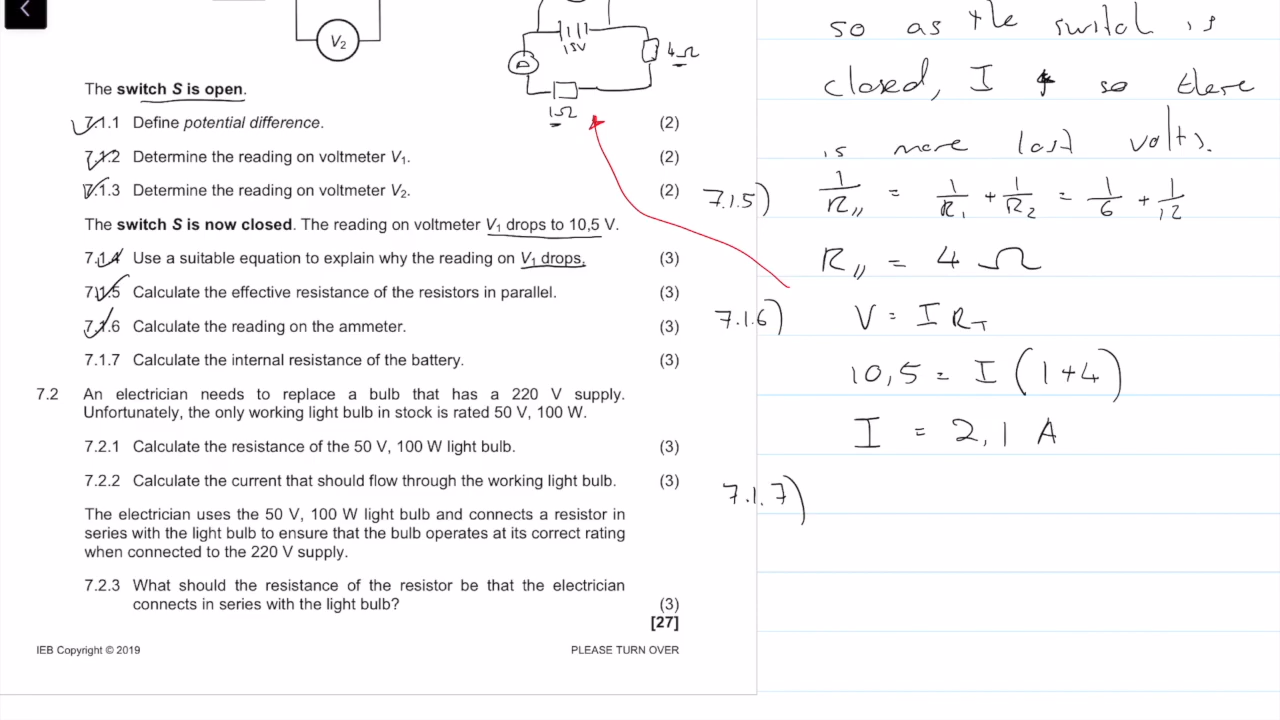 V2
15V
4Ω
1Ω
The switch S is open.
7.1.1 Define potential difference. (2)
7.1.2 Determine the reading on voltmeter V1. (2)
7.1.3 Determine the reading on voltmeter V2. (2)
The switch S is now closed. The reading on voltmeter V1 drops to 10,5 V.
7.1.4 Use a suitable equation to explain why the reading on V1 drops. (3)
7.1.5 Calculate the effective resistance of the resistors in parallel. (3)
7.1.6 Calculate the reading on the ammeter. (3)
7.1.7 Calculate the internal resistance of the battery. (3)
7.2 An electrician needs to replace a bulb that has a 220 V supply.
Unfortunately, the only working light bulb in stock is rated 50 V, 100 W.
7.2.1 Calculate the resistance of the 50 V, 100 W light bulb. (3)
7.2.2 Calculate the current that should flow through the working light bulb. (3)
The electrician uses the 50 V, 100 W light bulb and connects a resistor in
series with the light bulb to ensure that the bulb operates at its correct rating
when connected to the 220 V supply.
7.2.3 What should the resistance of the resistor be that the electrician
connects in series with the light bulb? (3)
[27]
IEB Copyright © 2019 PLEASE TURN OVER
so as the switch is
closed, I ↑ so there
is more lost volts.
7.1.5) 1/R// = 1/R1 + 1/R2 = 1/6 + 1/12
R// = 4 Ω
7.1.6) V = I RT
10,5 = I (1+4)
I = 2,1 A
7.1.7)